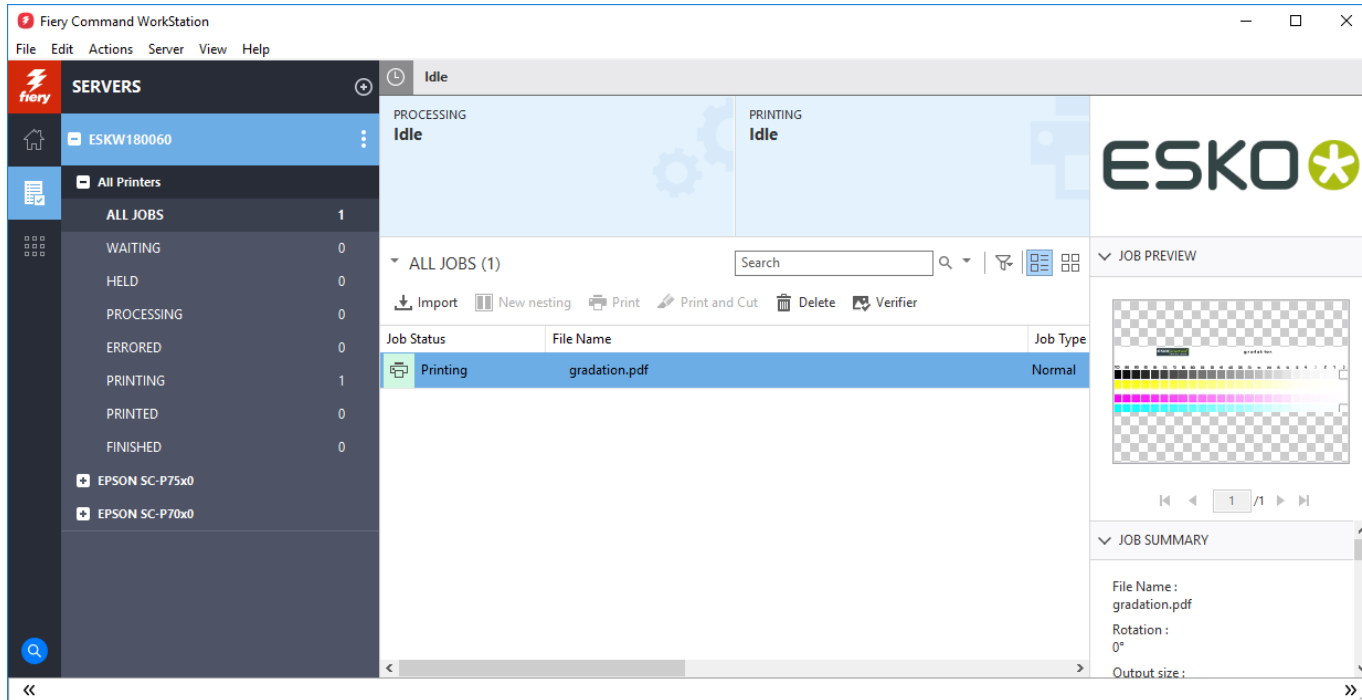 Fiery Command WorkStation
File Edit Actions Server View Help
fiery
SERVERS
ESKW180060
All Printers
ALL JOBS 1
WAITING 0
HELD 0
PROCESSING 0
ERRORED 0
PRINTING 1
PRINTED 0
FINISHED 0
EPSON SC-P75x0
EPSON SC-P70x0
Idle
PROCESSING
Idle
PRINTING
Idle
ALL JOBS (1)
Search
Import New nesting Print Print and Cut Delete Verifier
Job Status File Name Job Type
Printing gradation.pdf Normal
ESKO
JOB PREVIEW
gradation
1 /1
JOB SUMMARY
File Name :
gradation.pdf
Rotation :
0°
Output size :